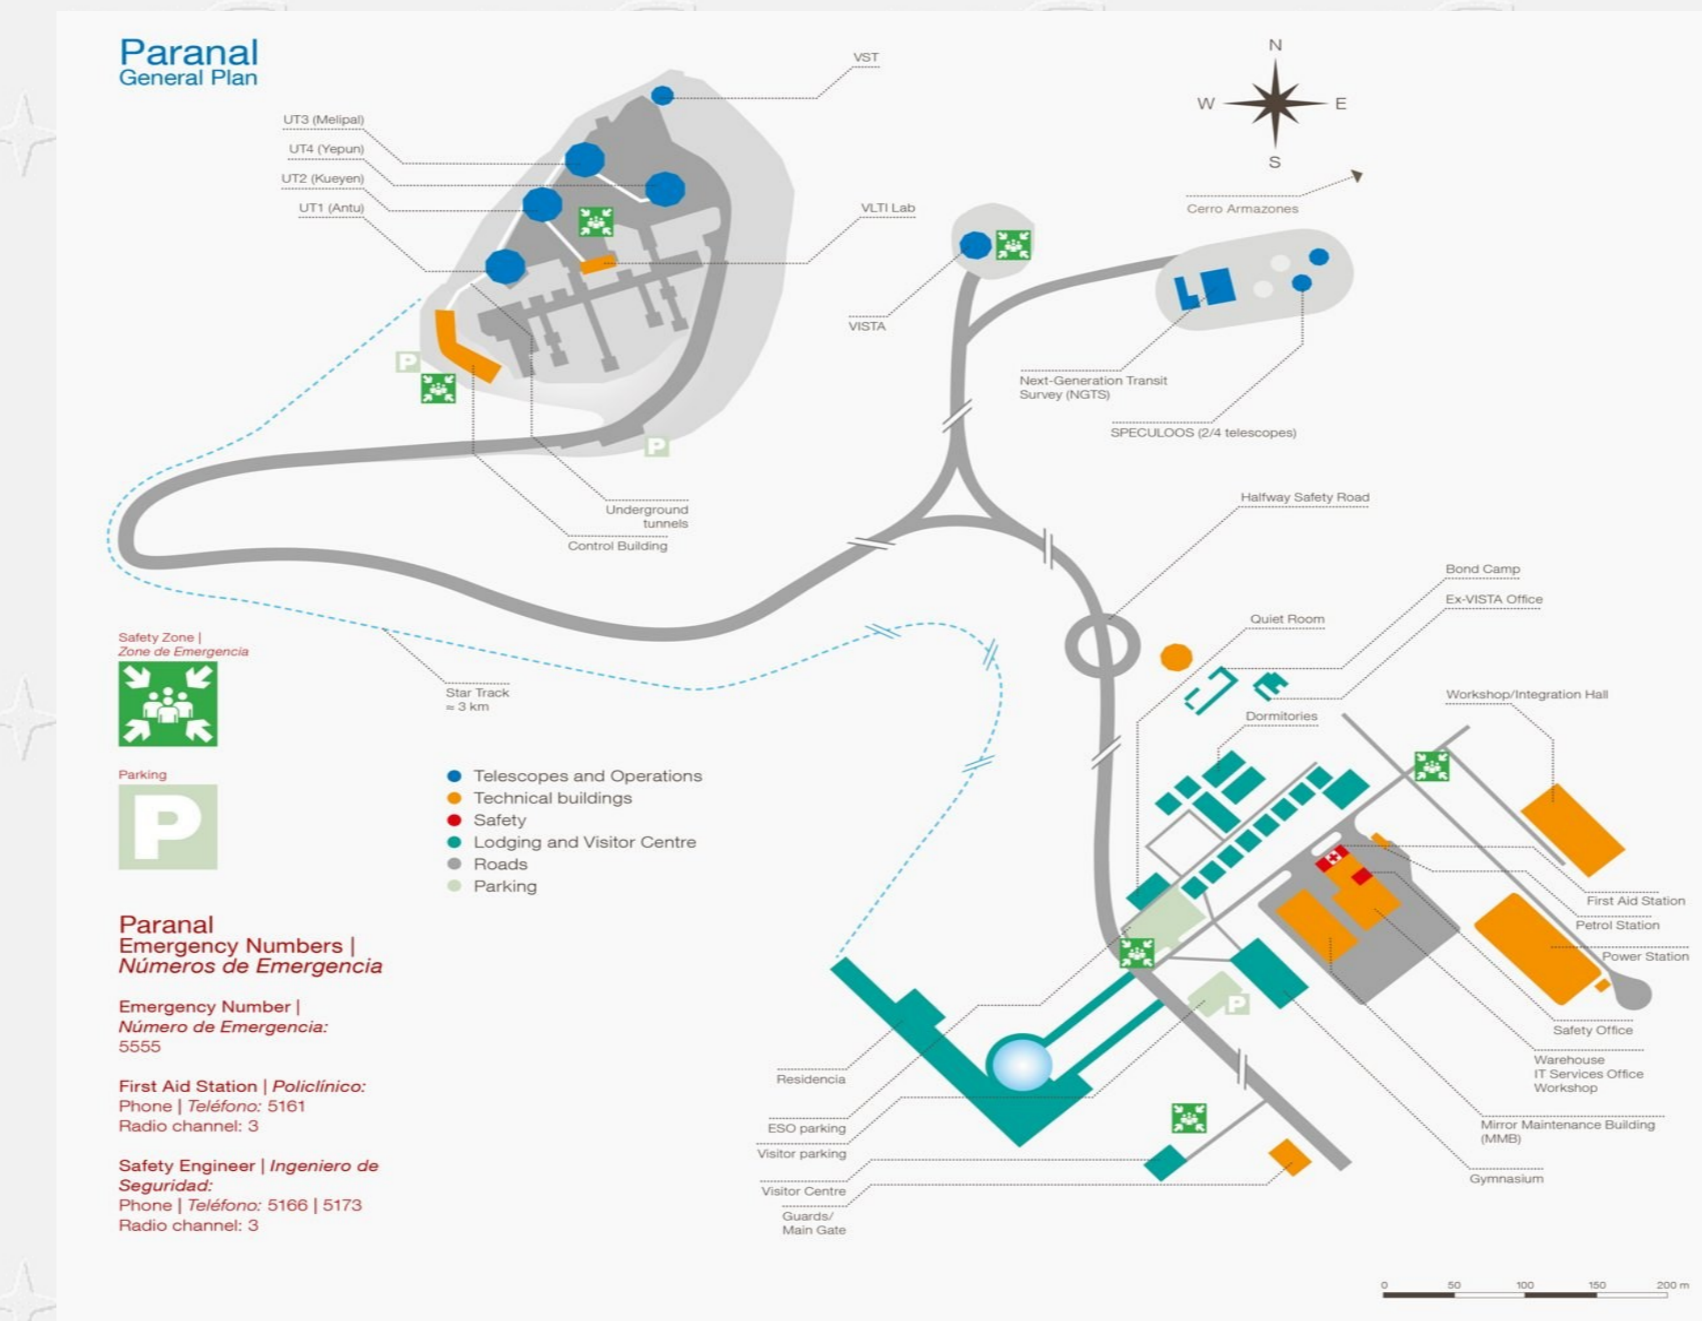 Paranal
General Plan
VST
N
W
E
S
UT3 (Melipal)
UT4 (Yepun)
UT2 (Kueyen)
UT1 (Antu)
VLTI Lab
Cerro Armazones
VISTA
P
Next-Generation Transit
Survey (NGTS)
SPECULOOS (2/4 telescopes)
P
Underground
tunnels
Control Building
Halfway Safety Road
Bond Camp
Ex-VISTA Office
Quiet Room
Safety Zone |
Zone de Emergencia
Star Track
≈ 3 km
Workshop/Integration Hall
Dormitories
Parking
P
Telescopes and Operations
Technical buildings
Safety
Lodging and Visitor Centre
Roads
Parking
First Aid Station
Petrol Station
Power Station
Safety Office
Warehouse
IT Services Office
Workshop
Mirror Maintenance Building
(MMB)
Gymnasium
P
Residencia
ESO parking
Visitor parking
Visitor Centre
Guards/
Main Gate
Paranal
Emergency Numbers |
Números de Emergencia
Emergency Number |
Número de Emergencia:
5555
First Aid Station | Policlínico:
Phone | Teléfono: 5161
Radio channel: 3
Safety Engineer | Ingeniero de
Seguridad:
Phone | Teléfono: 5166 | 5173
Radio channel: 3
0 50 100 150 200 m